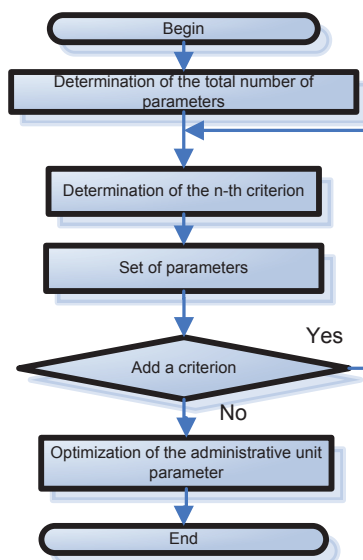 Begin
Determination of the total number of
parameters
Determination of the n-th criterion
Set of parameters
Add a criterion
Yes
No
Optimization of the administrative unit
parameter
End